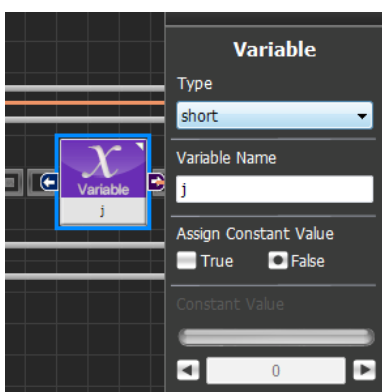 Variable
Type
short
Variable Name
j
Assign Constant Value
True
False
Constant Value
0
X
Variable
j